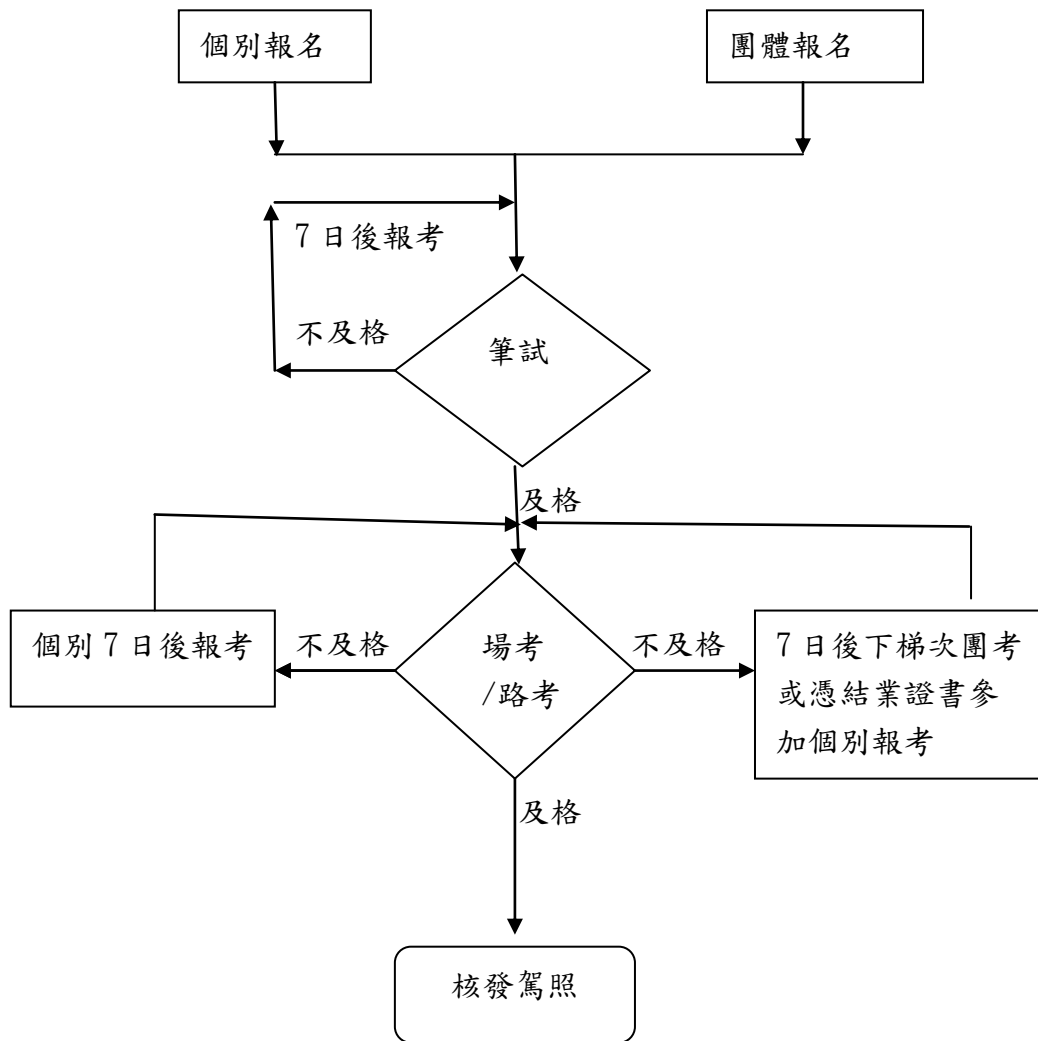 個別報名
團體報名
7日後報考
不及格
筆試
及格
個別7日後報考
不及格
場考
/路考
不及格
7日後下梯次團考
或憑結業證書參
加個別報考
及格
核發駕照